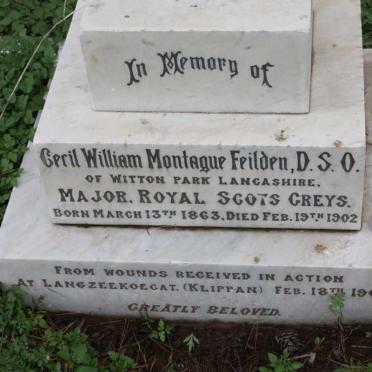 In Memory of
Cecil William Montague Feilden, D.S.O.
OF WITTON PARK LANCASHIRE.
MAJOR. ROYAL SCOTS GREYS.
BORN MARCH 13TH 1863. DIED FEB. 19TH 1902
FROM WOUNDS RECEIVED IN ACTION
AT LANGZEEKOEGAT. (KLIPPAN) FEB. 18TH
GREATLY BELOVED.